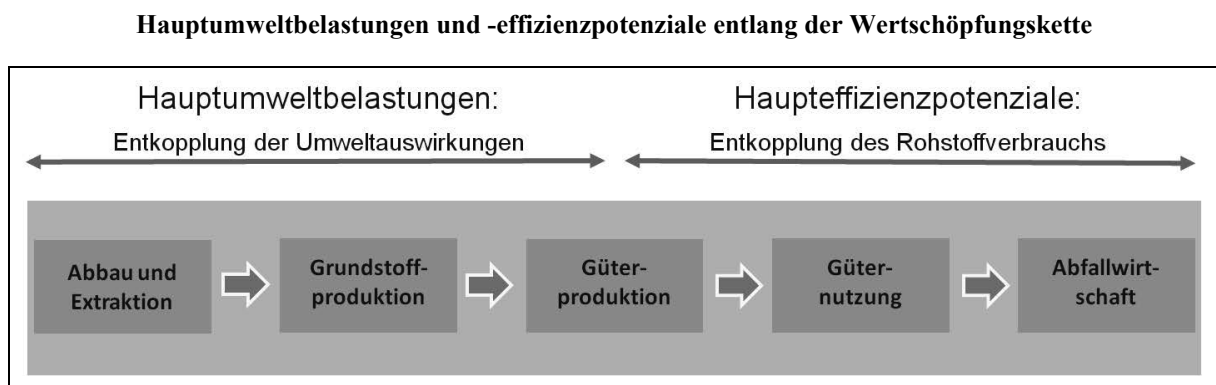 Hauptumweltbelastungen und -effizienzpotenziale entlang der Wertschöpfungskette
Hauptumweltbelastungen:
Entkopplung der Umweltauswirkungen
Haupteffizienzpotenziale:
Entkopplung des Rohstoffverbrauchs
Abbau und
Extraktion
Grundstoff-
produktion
Güter-
produktion
Güter-
nutzung
Abfallwirt-
schaft